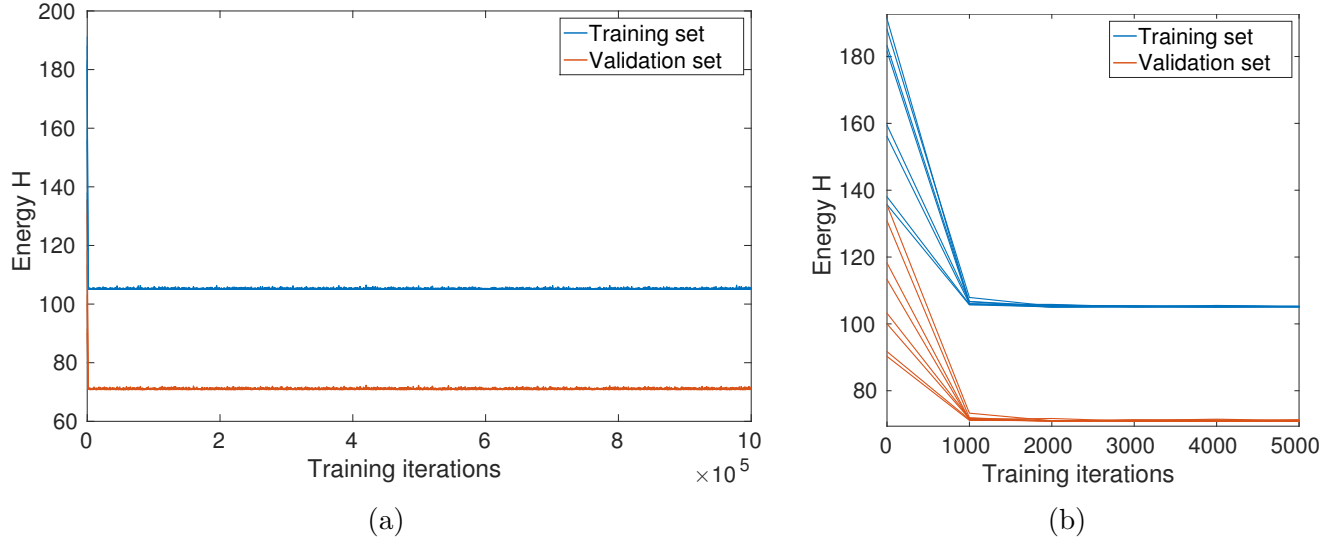 200
180
160
140
120
100
80
60
Energy H
0
2
4
6
8
10
×10^5
Training iterations
Training set
Validation set
(a)
180
160
140
120
100
80
Energy H
0
1000
2000
3000
4000
5000
Training iterations
Training set
Validation set
(b)